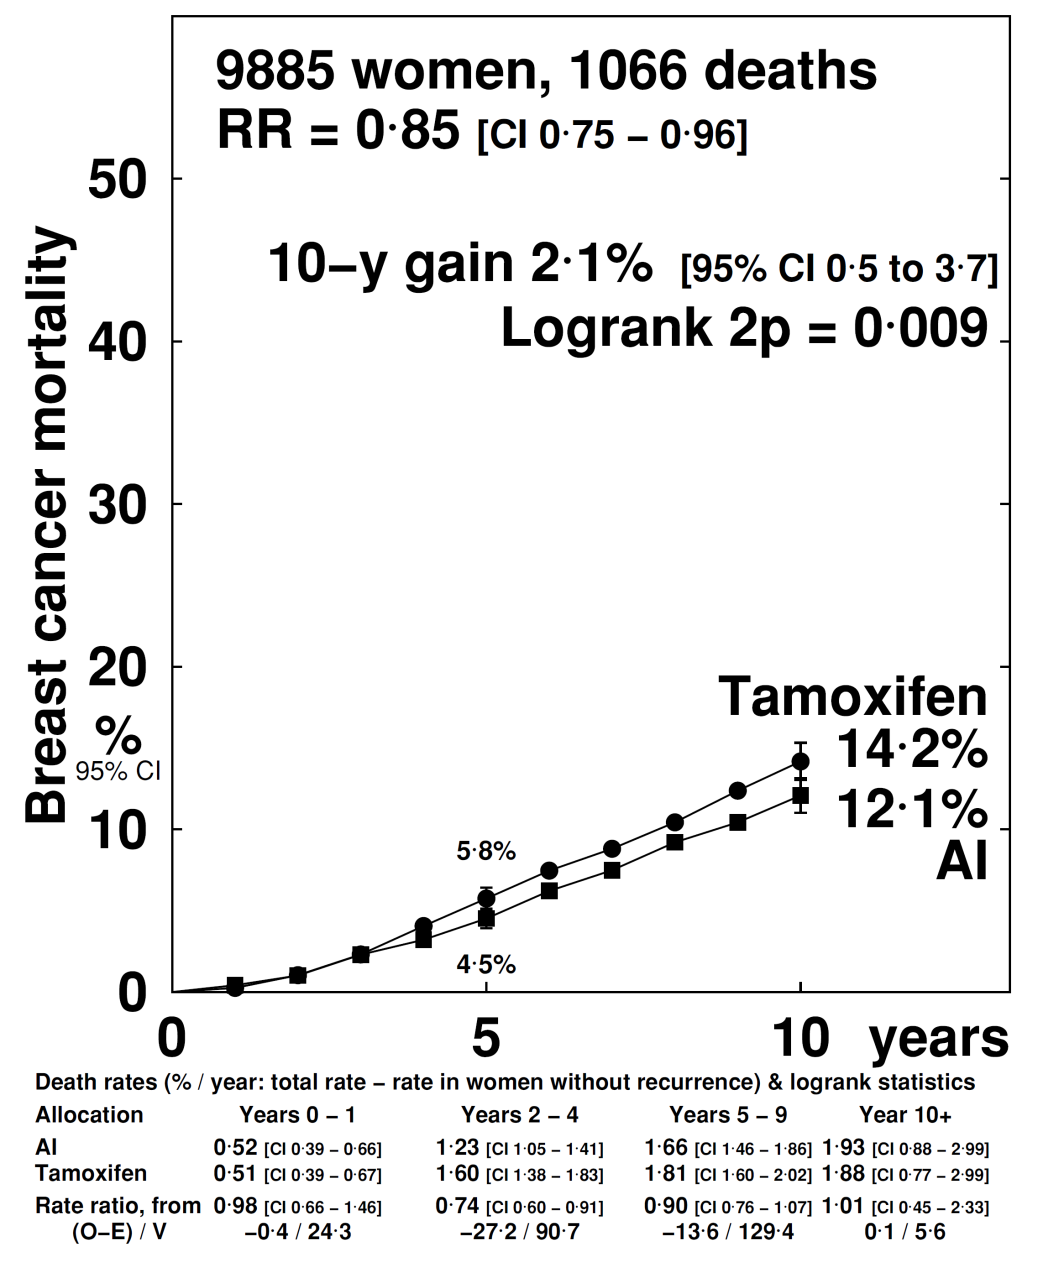 9885 women, 1066 deaths
RR = 0·85 [CI 0·75 – 0·96]
50
10–y gain 2·1% [95% CI 0·5 to 3·7]
Logrank 2p = 0·009
40
Breast cancer mortality
30
20
%
95% CI
10
0
Tamoxifen
14·2%
12·1%
AI
5·8%
4·5%
0 5 10 years
Death rates (% / year: total rate – rate in women without recurrence) & logrank statistics
Allocation Years 0 – 1 Years 2 – 4 Years 5 – 9 Year 10+
AI 0·52 [CI 0·39 – 0·66] 1·23 [CI 1·05 – 1·41] 1·66 [CI 1·46 – 1·86] 1·93 [CI 0·88 – 2·99]
Tamoxifen 0·51 [CI 0·39 – 0·67] 1·60 [CI 1·38 – 1·83] 1·81 [CI 1·60 – 2·02] 1·88 [CI 0·77 – 2·99]
Rate ratio, from 0·98 [CI 0·66 – 1·46] 0·74 [CI 0·60 – 0·91] 0·90 [CI 0·76 – 1·07] 1·01 [CI 0·45 – 2·33]
(O–E) / V –0·4 / 24·3 –27·2 / 90·7 –13·6 / 129·4 0·1 / 5·6